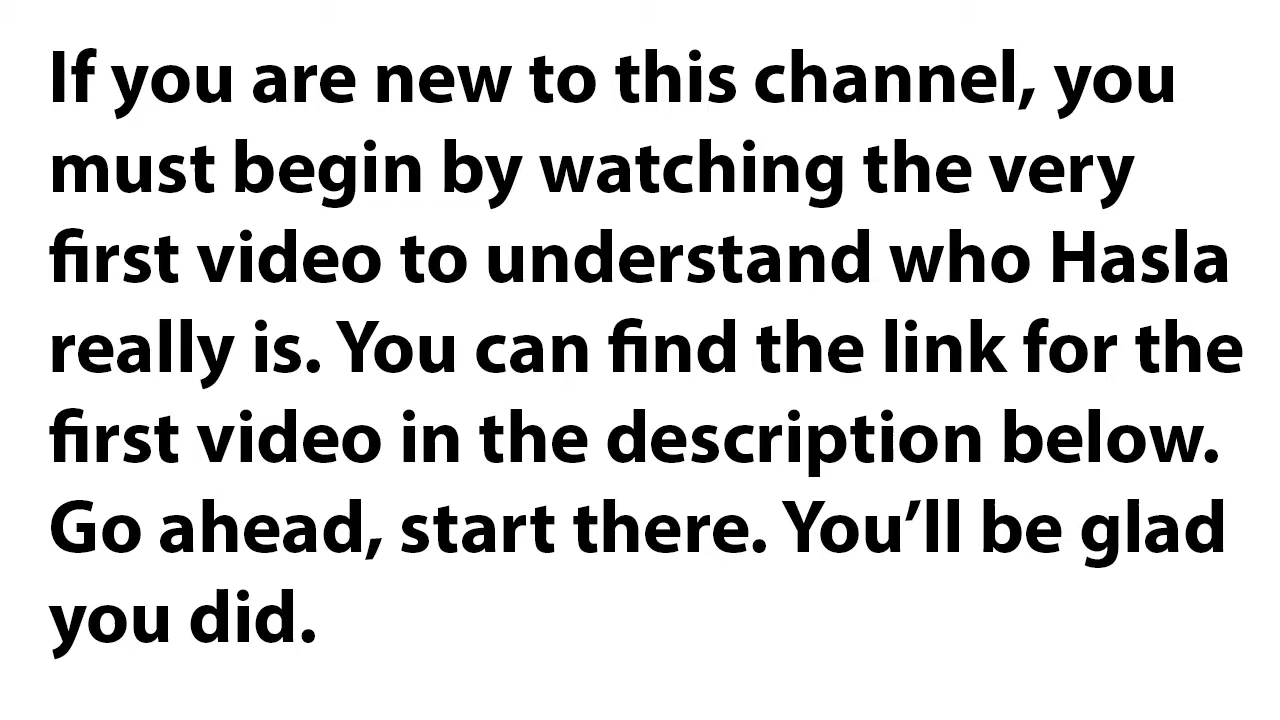 If you are new to this channel, you
must begin by watching the very
first video to understand who Hasla
really is. You can find the link for the
first video in the description below.
Go ahead, start there. You’ll be glad
you did.